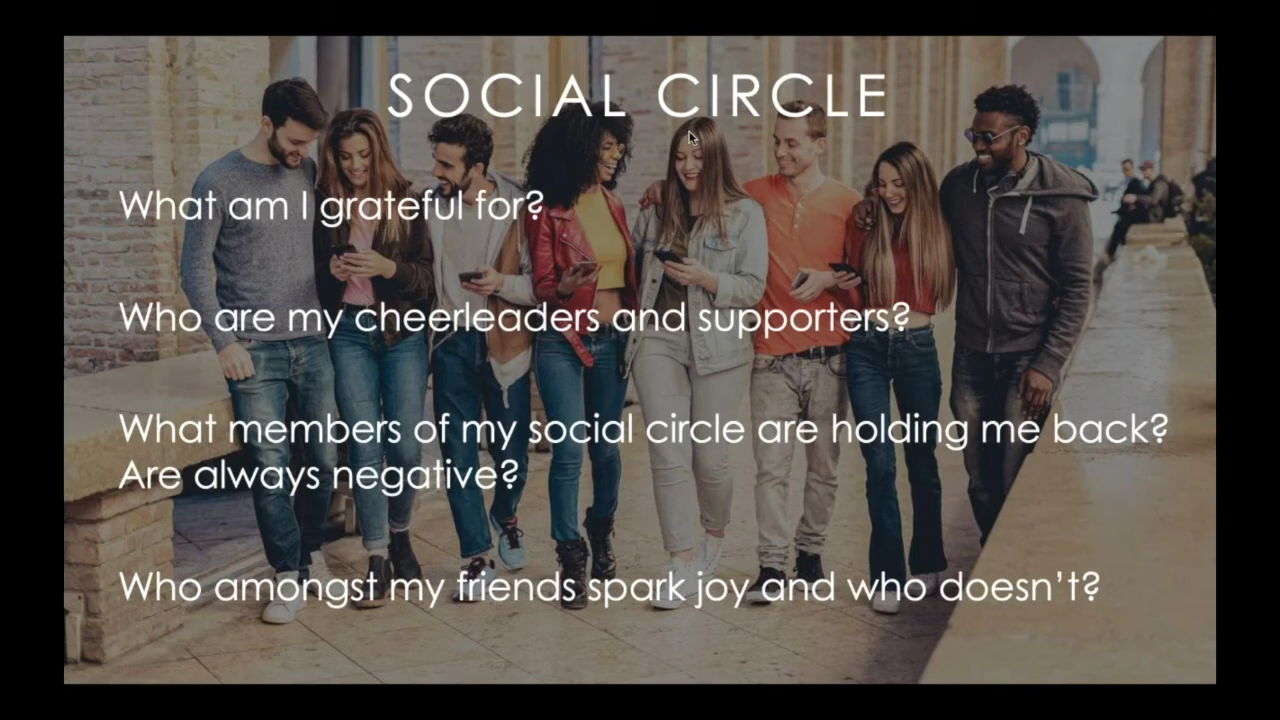 SOCIAL CIRCLE
What am I grateful for?
Who are my cheerleaders and supporters?
What members of my social circle are holding me back?
Are always negative?
Who amongst my friends spark joy and who doesn’t?